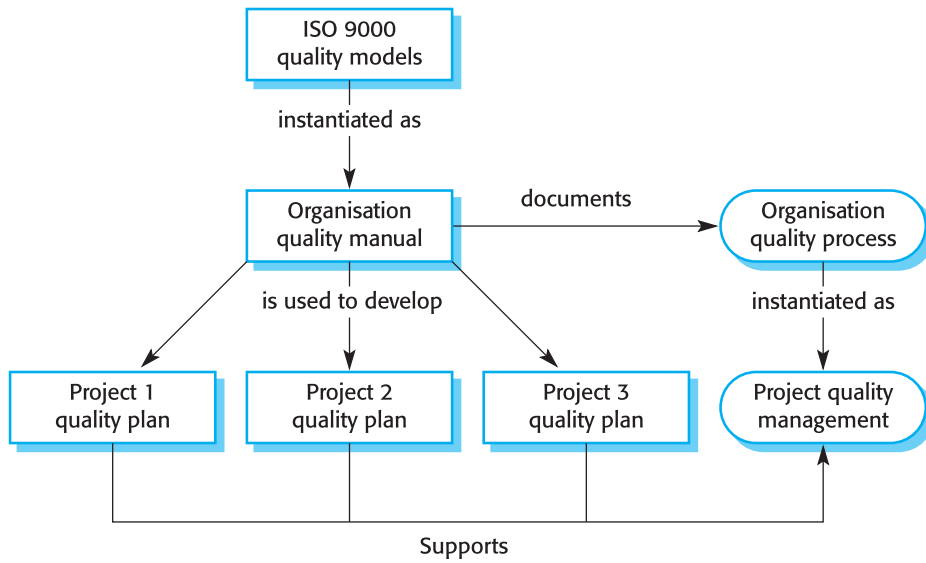 ISO 9000
quality models
instantiated as
Organisation
quality manual
documents
Organisation
quality process
is used to develop
instantiated as
Project 1
quality plan
Project 2
quality plan
Project 3
quality plan
Project quality
management
Supports